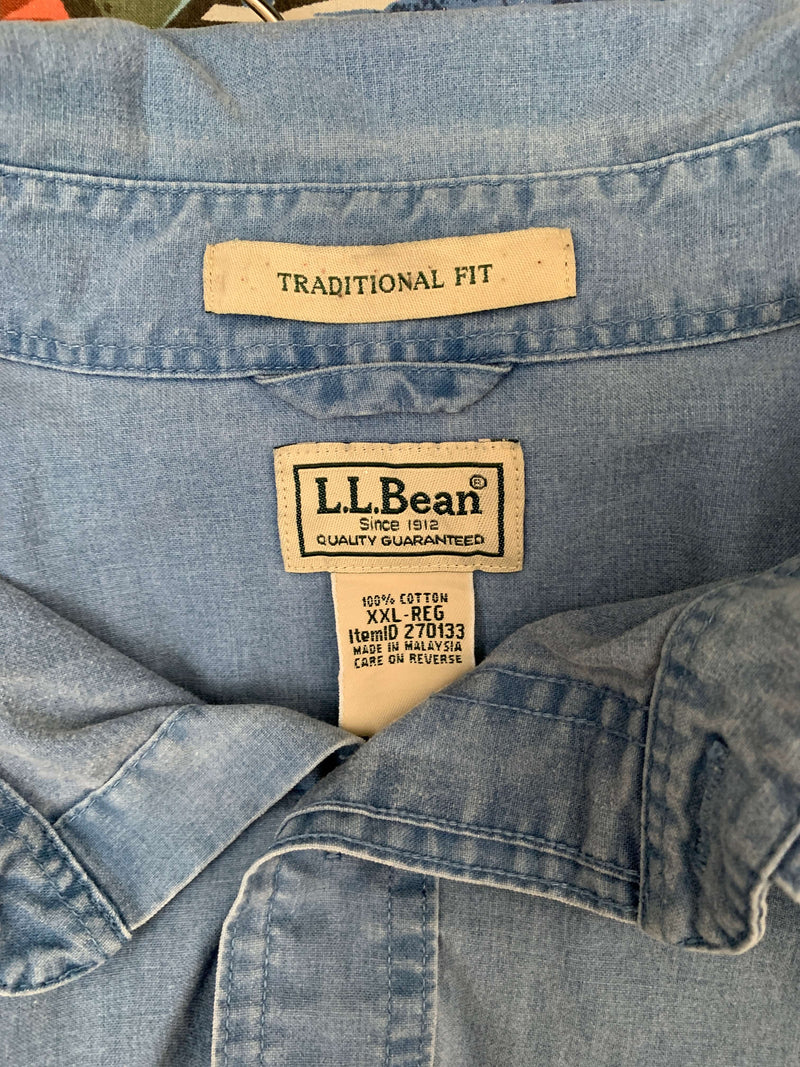 TRADITIONAL FIT
L.L.Bean®
Since 1912
QUALITY GUARANTEED
100% COTTON
XXL-REG
ItemID 270133
MADE IN MALAYSIA
CARE ON REVERSE